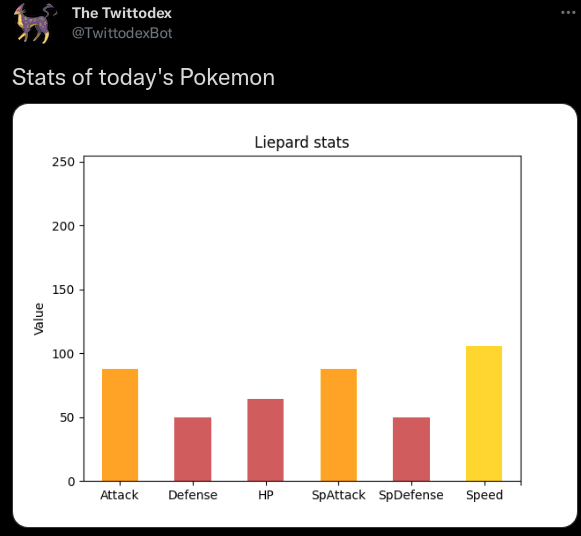 The Twittodex
@TwittodexBot
Stats of today's Pokemon
Liepard stats
250
200
150
100
50
0
Value
Attack Defense HP SpAttack SpDefense Speed